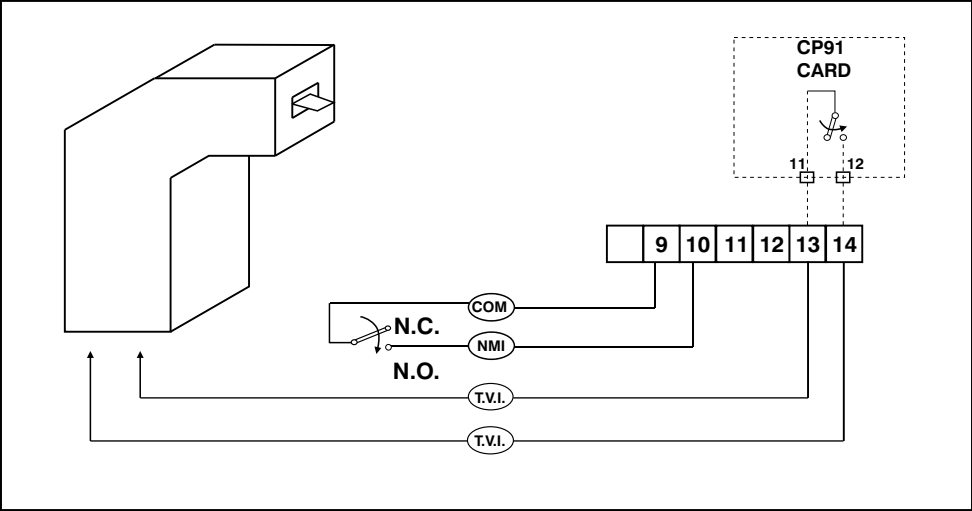 CP91
CARD
11 12
9 10 11 12 13 14
COM
N.C.
NMI
N.O.
T.V.I.
T.V.I.